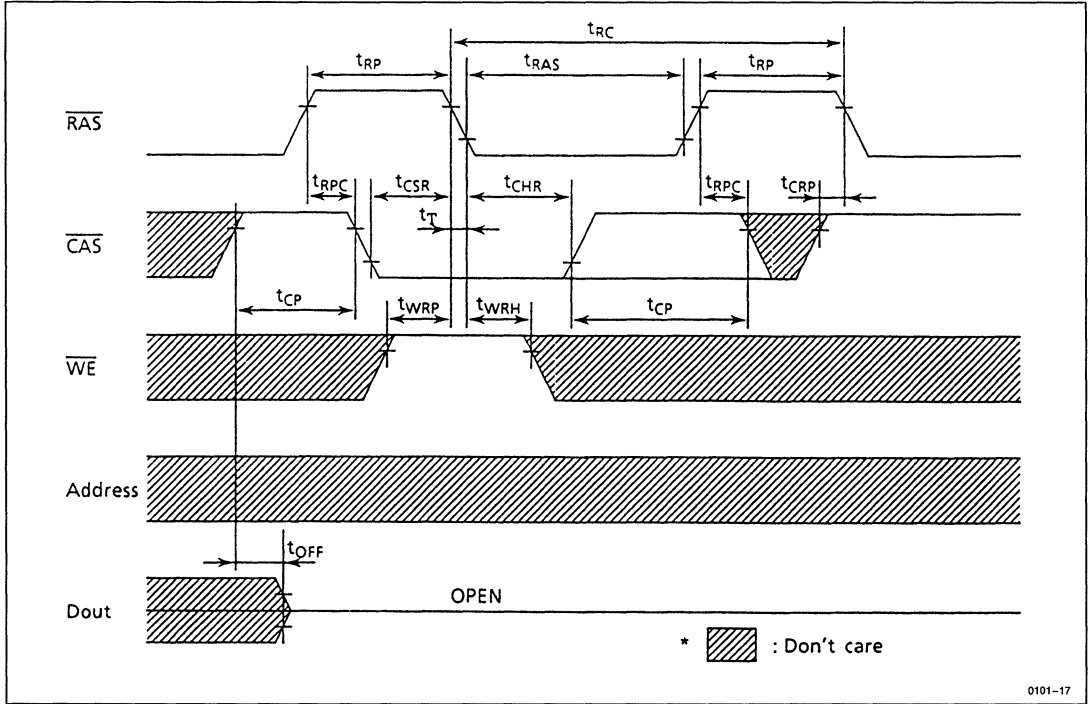 tRC
tRP tRAS tRP
RAS
tRPC tCSR tCHR tRPC tCRP
tT
CAS
tCP tWRP tWRH tCP
WE
Address
tOFF
Dout OPEN
* : Don't care
0101-17